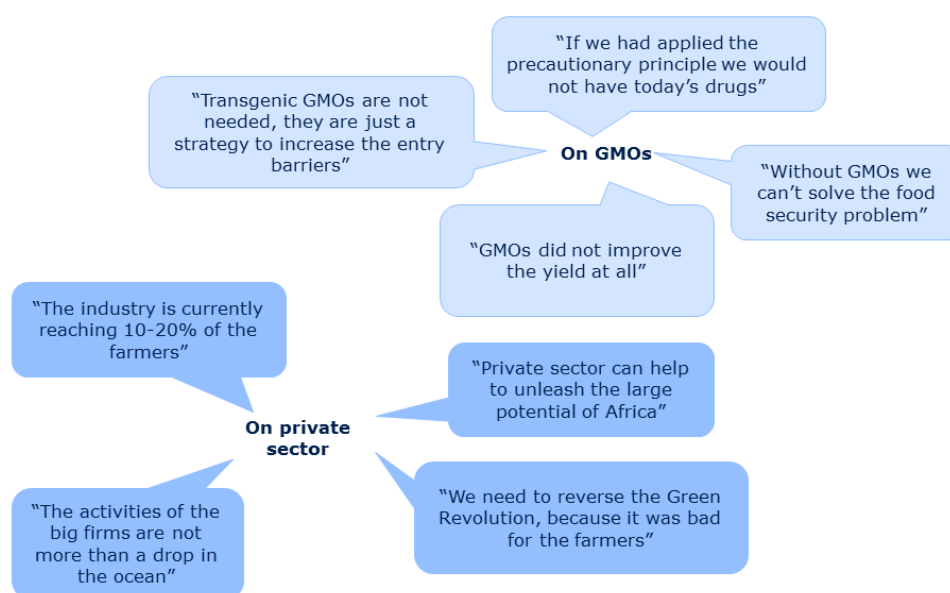 “If we had applied the
precautionary principle we would
not have today’s drugs”
“Transgenic GMOs are not
needed, they are just a
strategy to increase the entry
barriers”
On GMOs
“Without GMOs we
can’t solve the food
security problem”
“GMOs did not improve
the yield at all”
“The industry is currently
reaching 10-20% of the
farmers”
“Private sector can help
to unleash the large
potential of Africa”
On private
sector
“We need to reverse the Green
Revolution, because it was bad
for the farmers”
“The activities of the
big firms are not
more than a drop in
the ocean”